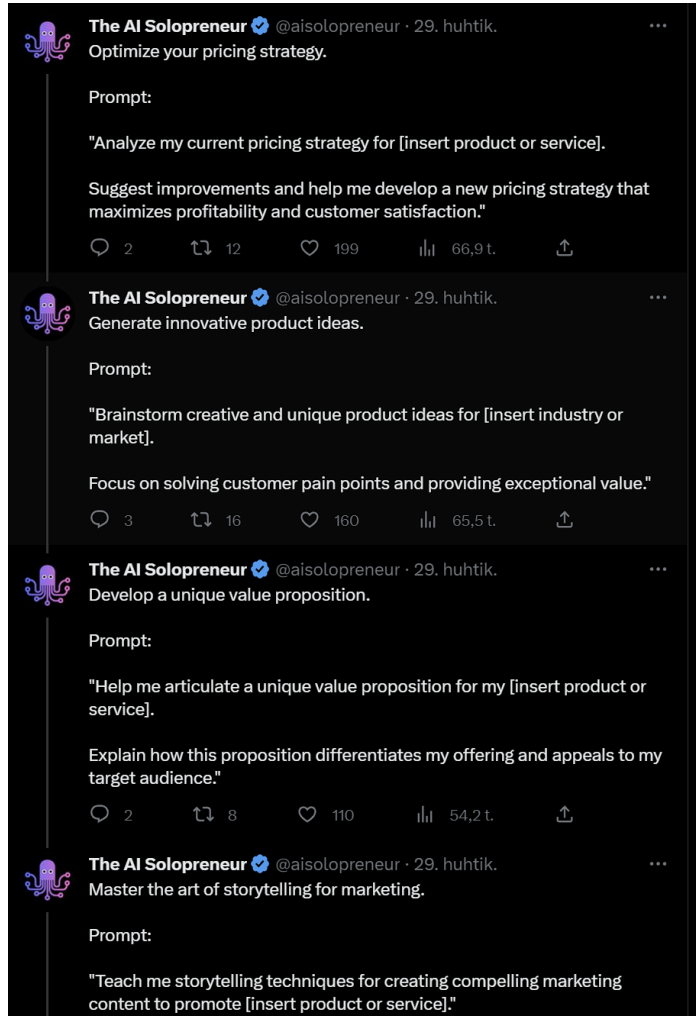 The AI Solopreneur @aisolopreneur · 29. huhtik.
Optimize your pricing strategy.
Prompt:
"Analyze my current pricing strategy for [insert product or service].
Suggest improvements and help me develop a new pricing strategy that
maximizes profitability and customer satisfaction."
2 12 199 66,9 t.
The AI Solopreneur @aisolopreneur · 29. huhtik.
Generate innovative product ideas.
Prompt:
"Brainstorm creative and unique product ideas for [insert industry or
market].
Focus on solving customer pain points and providing exceptional value."
3 16 160 65,5 t.
The AI Solopreneur @aisolopreneur · 29. huhtik.
Develop a unique value proposition.
Prompt:
"Help me articulate a unique value proposition for my [insert product or
service].
Explain how this proposition differentiates my offering and appeals to my
target audience."
2 8 110 54,2 t.
The AI Solopreneur @aisolopreneur · 29. huhtik.
Master the art of storytelling for marketing.
Prompt:
"Teach me storytelling techniques for creating compelling marketing
content to promote [insert product or service]."